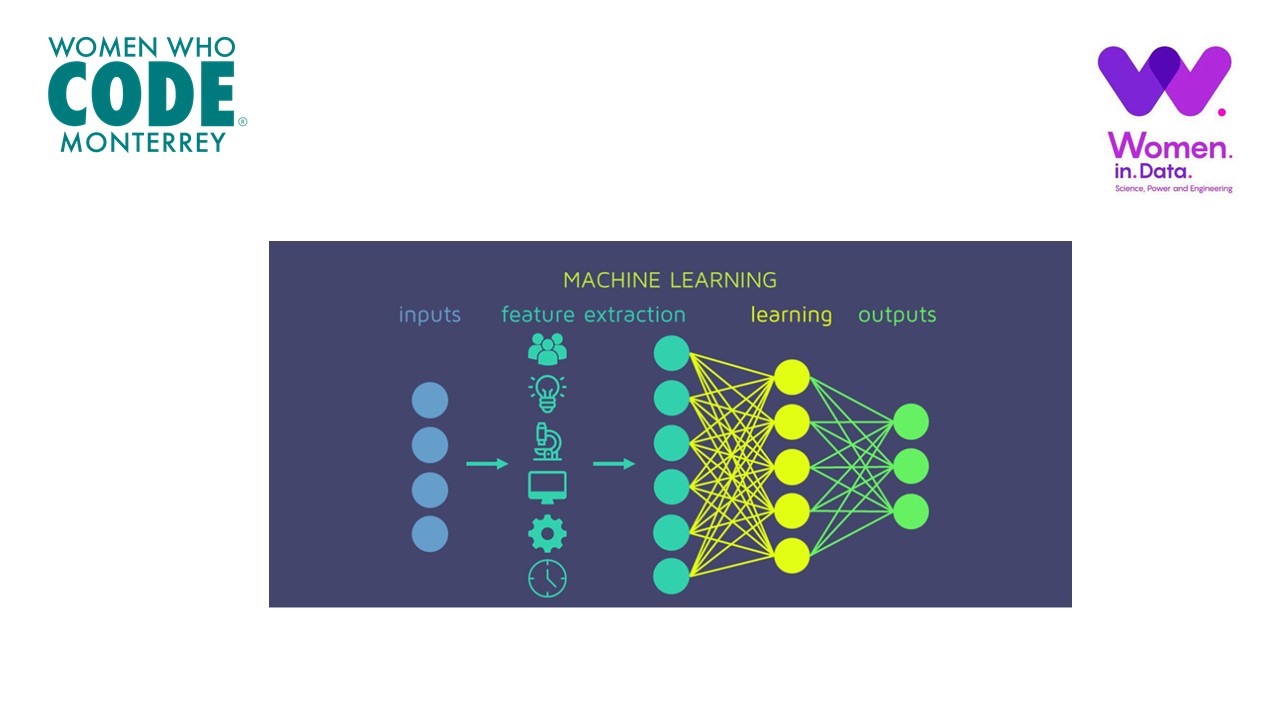 WOMEN WHO
CODE®
MONTERREY
Women.
in.Data.
Science, Power and Engineering
MACHINE LEARNING
inputs feature extraction learning outputs